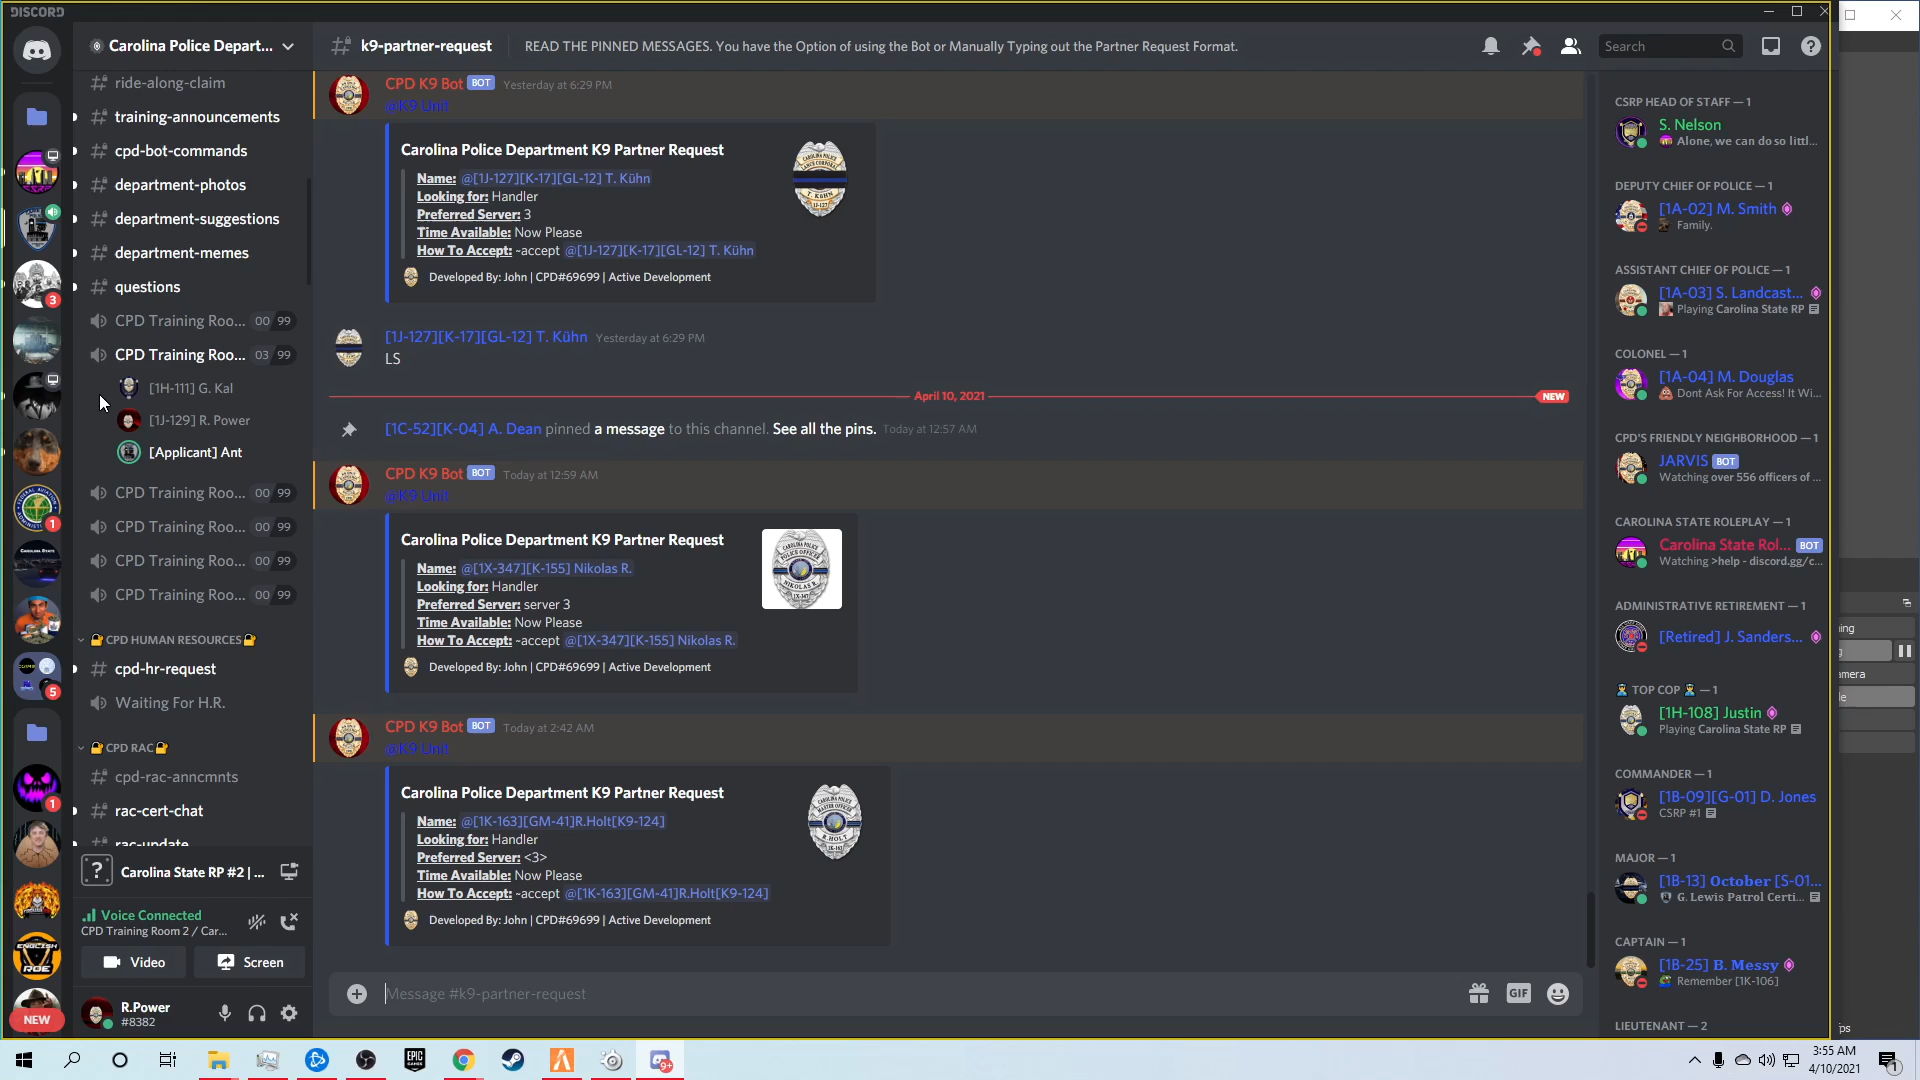 DISCORD
Carolina Police Depart...
k9-partner-request
READ THE PINNED MESSAGES. You have the Option of using the Bot or Manually Typing out the Partner Request Format.
Search
ride-along-claim
training-announcements
cpd-bot-commands
department-photos
department-suggestions
department-memes
questions
CPD Training Roo... 00 99
CPD Training Roo... 03 99
[1H-111] G. Kal
[1J-129] R. Power
[Applicant] Ant
CPD Training Roo... 00 99
CPD Training Roo... 00 99
CPD Training Roo... 00 99
CPD Training Roo... 00 99
CPD HUMAN RESOURCES
cpd-hr-request
Waiting For H.R.
CPD RAC
cpd-rac-anncmnts
rac-cert-chat
rac-update
Carolina State RP #2 | ...
Voice Connected
CPD Training Room 2 / Car...
Video
Screen
R.Power
#8382
3
1
5
1
NEW
CPD K9 Bot BOT Yesterday at 6:29 PM
@K9 Unit
Carolina Police Department K9 Partner Request
Name: @[1J-127][K-17][GL-12] T. Kühn
Looking for: Handler
Preferred Server: 3
Time Available: Now Please
How To Accept: -accept @[1J-127][K-17][GL-12] T. Kühn
Developed By: John | CPD#69699 | Active Development
[1J-127][K-17][GL-12] T. Kühn Yesterday at 6:29 PM
LS
April 10, 2021
NEW
[1C-52][K-04] A. Dean pinned a message to this channel. See all the pins. Today at 12:57 AM
CPD K9 Bot BOT Today at 12:59 AM
@K9 Unit
Carolina Police Department K9 Partner Request
Name: @[1X-347][K-155] Nikolas R.
Looking for: Handler
Preferred Server: server 3
Time Available: Now Please
How To Accept: -accept @[1X-347][K-155] Nikolas R.
Developed By: John | CPD#69699 | Active Development
CPD K9 Bot BOT Today at 2:42 AM
@K9 Unit
Carolina Police Department K9 Partner Request
Name: @[1K-163][GM-41]R.Holt[K9-124]
Looking for: Handler
Preferred Server: <3>
Time Available: Now Please
How To Accept: -accept @[1K-163][GM-41]R.Holt[K9-124]
Developed By: John | CPD#69699 | Active Development
Message #k9-partner-request
GIF
CSRP HEAD OF STAFF — 1
S. Nelson
Alone, we can do so littl...
DEPUTY CHIEF OF POLICE — 1
[1A-02] M. Smith
Family.
ASSISTANT CHIEF OF POLICE — 1
[1A-03] S. Landcast...
Playing Carolina State RP
COLONEL — 1
[1A-04] M. Douglas
Dont Ask For Access! It Wi...
CPD'S FRIENDLY NEIGHBORHOOD — 1
JARVIS BOT
Watching over 556 officers of ...
CAROLINA STATE ROLEPLAY — 1
Carolina State Rol... BOT
Watching >help - discord.gg/c...
ADMINISTRATIVE RETIREMENT — 1
[Retired] J. Sanders...
TOP COP — 1
[1H-108] Justin
Playing Carolina State RP
COMMANDER — 1
[1B-09][G-01] D. Jones
CSRP #1
MAJOR — 1
[1B-13] October [S-01...
G. Lewis Patrol Certi...
CAPTAIN — 1
[1B-25] B. Messy
Remember [1K-106]
LIEUTENANT — 2
ning
g
amera
le
fps
EPIC GAMES
9+
3:55 AM
4/10/2021
1